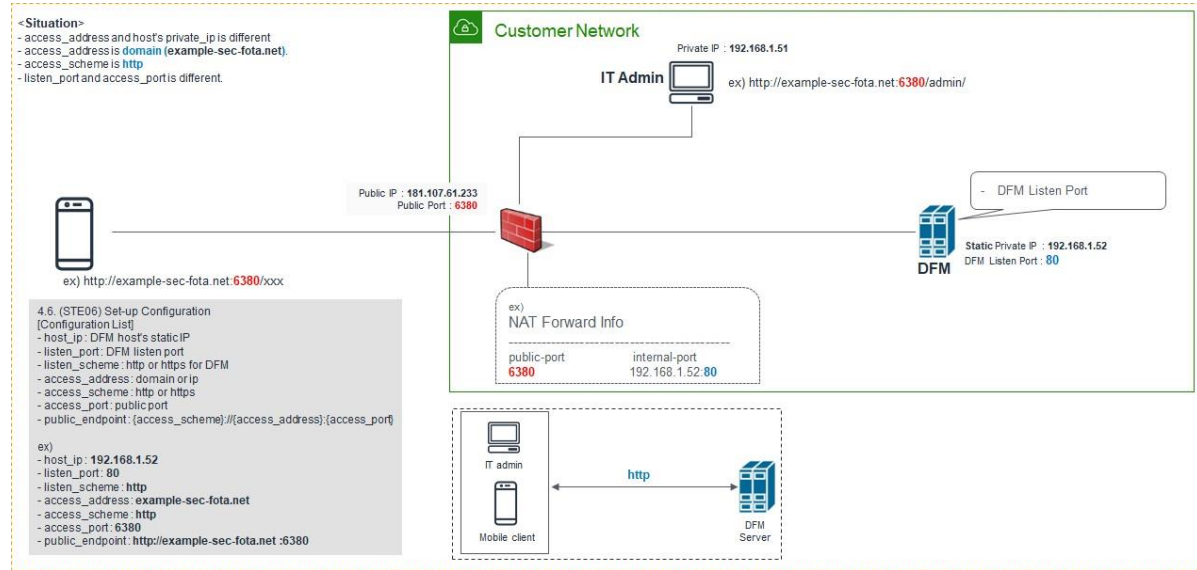 <Situation>
- access_address and host's private_ip is different
- access_address is domain (example-sec-fota.net).
- access_scheme is http
- listen_port and access_port is different.
Customer Network
Private IP : 192.168.1.51
IT Admin
ex) http://example-sec-fota.net:6380/admin/
Public IP : 181.107.61.233
Public Port : 6380
- DFM Listen Port
Static Private IP : 192.168.1.52
DFM Listen Port : 80
DFM
ex) http://example-sec-fota.net:6380/xxx
ex)
NAT Forward Info
public-port internal-port
6380 192.168.1.52:80
4.6. (STE06) Set-up Configuration
[Configuration List]
- host_ip : DFM host's static IP
- listen_port : DFM listen port
- listen_scheme : http or https for DFM
- access_address : domain or ip
- access_scheme : http or https
- access_port : public port
- public_endpoint : {access_scheme}://{access_address}:{access_port}
ex)
- host_ip : 192.168.1.52
- listen_port : 80
- listen_scheme : http
- access_address : example-sec-fota.net
- access_scheme : http
- access_port : 6380
- public_endpoint : http://example-sec-fota.net :6380
IT admin
Mobile client
http
DFM
Server